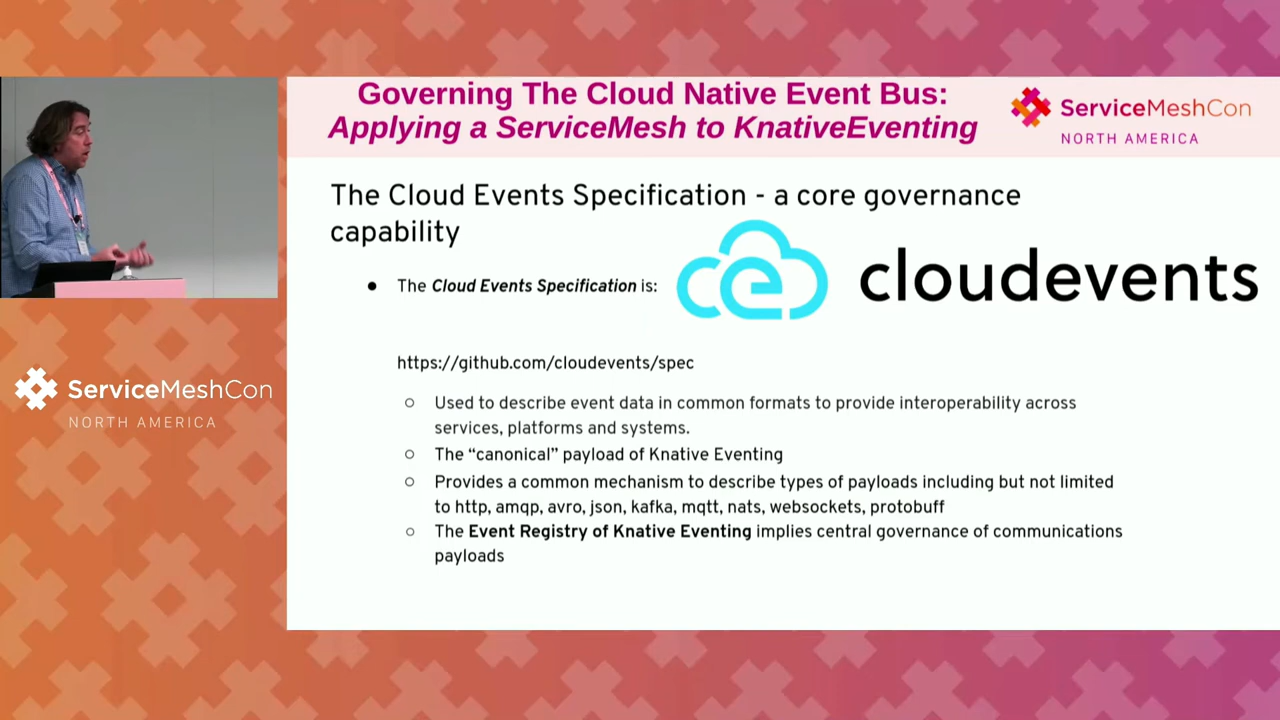 Governing The Cloud Native Event Bus:
Applying a ServiceMesh to KnativeEventing
ServiceMeshCon
NORTH AMERICA
The Cloud Events Specification - a core governance
capability
cloudevents
● The Cloud Events Specification is:
https://github.com/cloudevents/spec
○ Used to describe event data in common formats to provide interoperability across
services, platforms and systems.
○ The “canonical” payload of Knative Eventing
○ Provides a common mechanism to describe types of payloads including but not limited
to http, amqp, avro, json, kafka, mqtt, nats, websockets, protobuff
○ The Event Registry of Knative Eventing implies central governance of communications
payloads
ServiceMeshCon
NORTH AMERICA